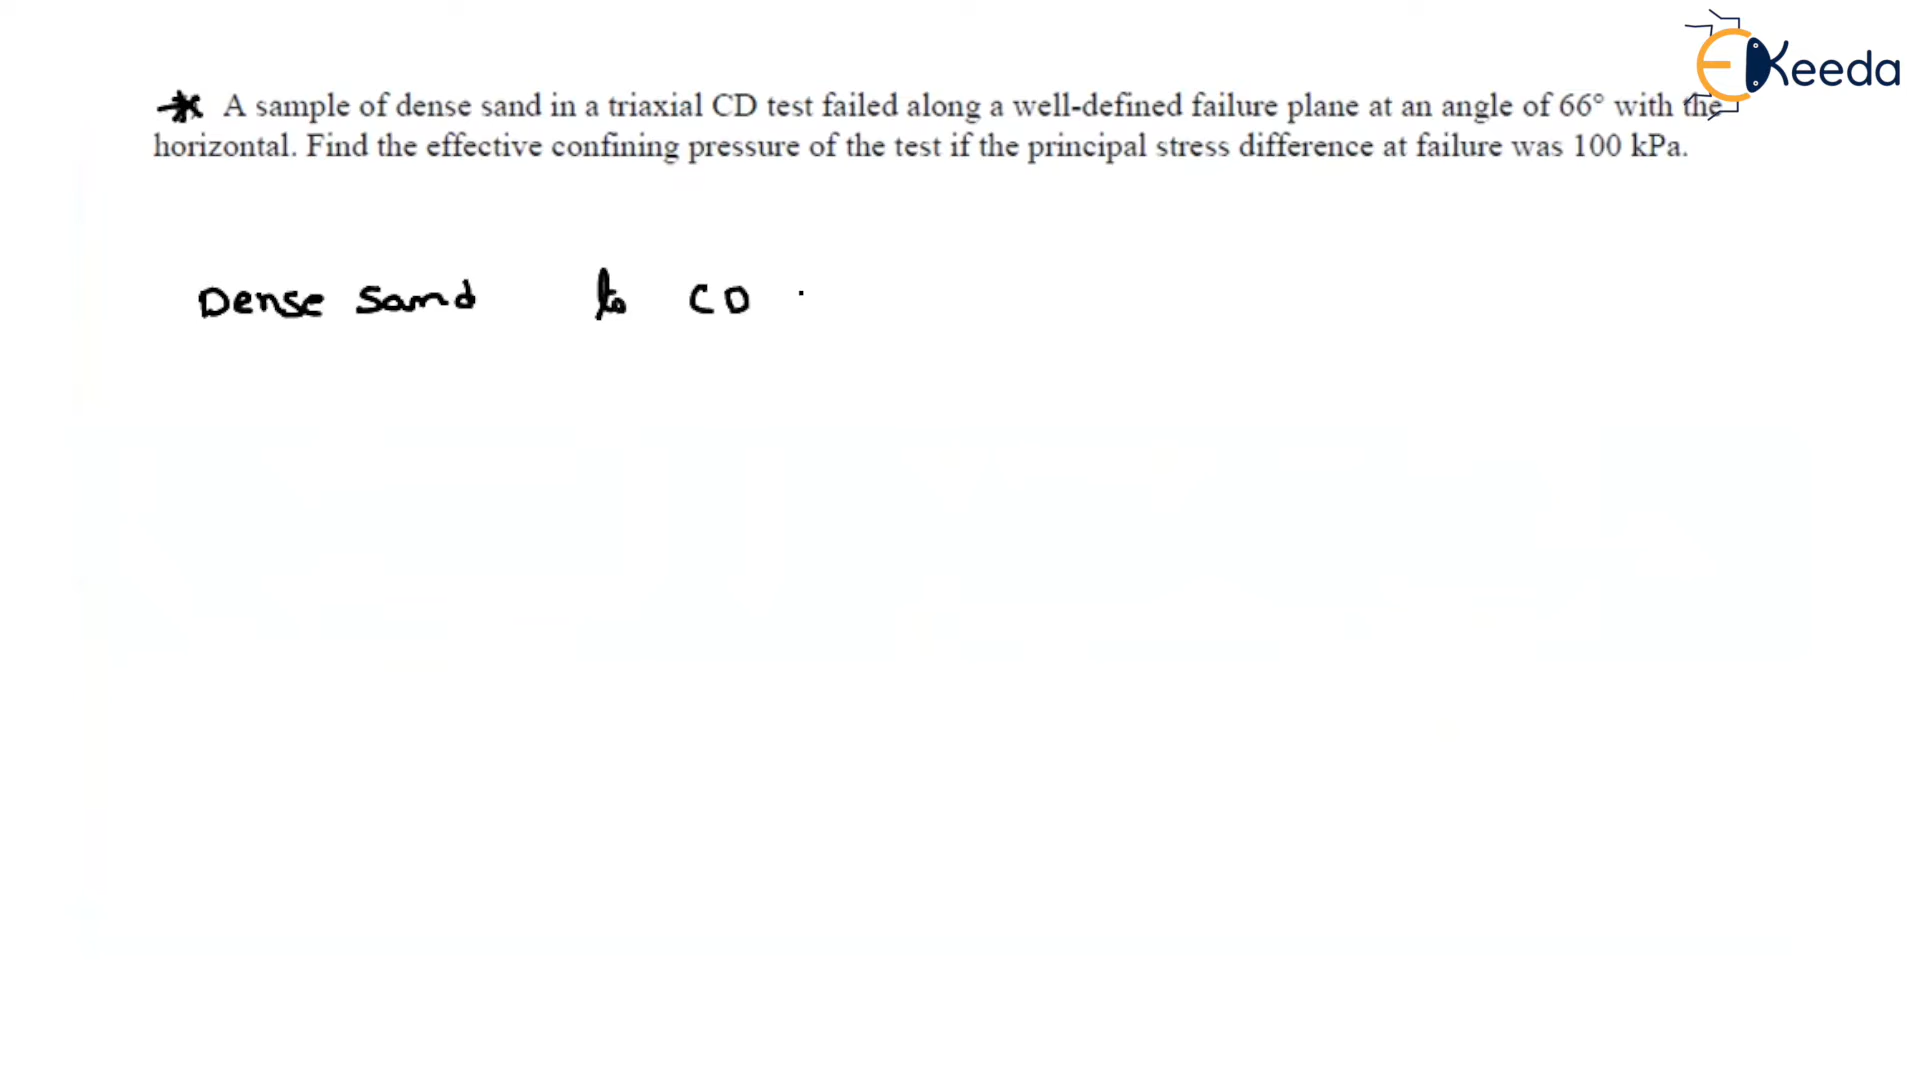 EKeeda
A sample of dense sand in a triaxial CD test failed along a well-defined failure plane at an angle of 66° with the
horizontal. Find the effective confining pressure of the test if the principal stress difference at failure was 100 kPa.
Dense sand to CD